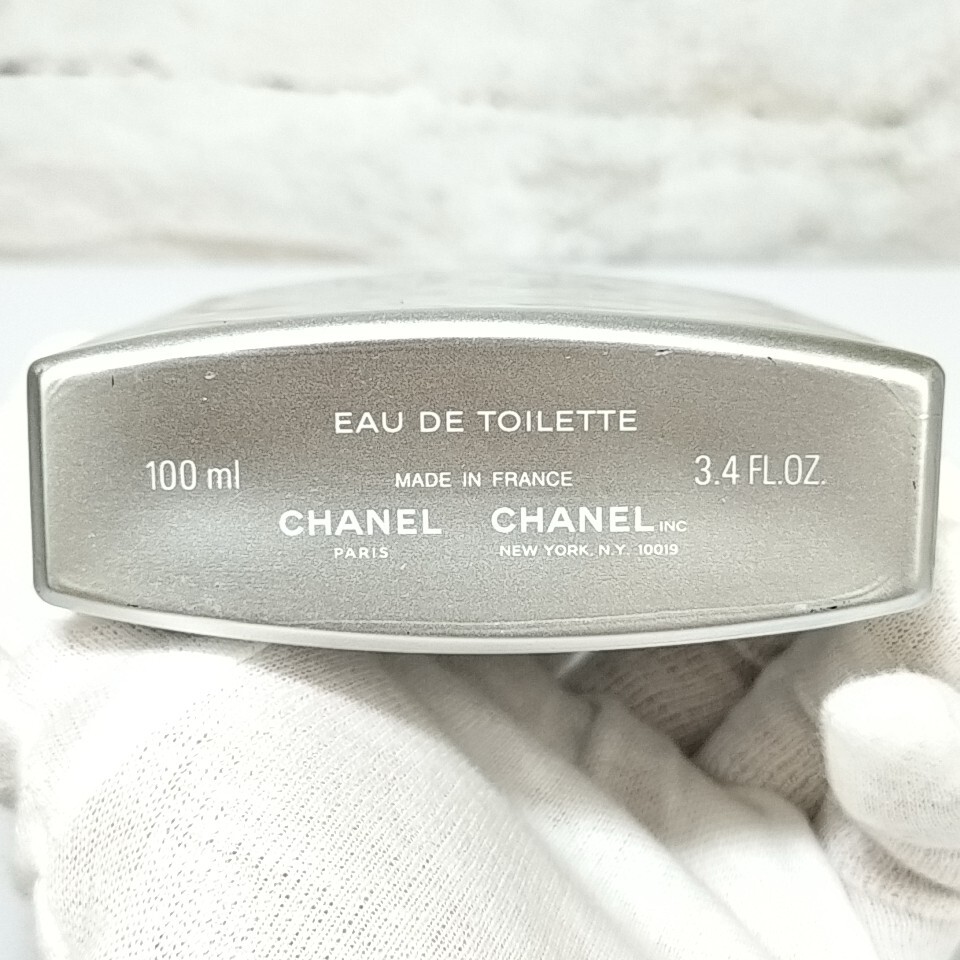 EAU DE TOILETTE
100 ml MADE IN FRANCE 3.4 FL.OZ.
CHANEL CHANEL INC
PARIS NEW YORK, N.Y. 10019